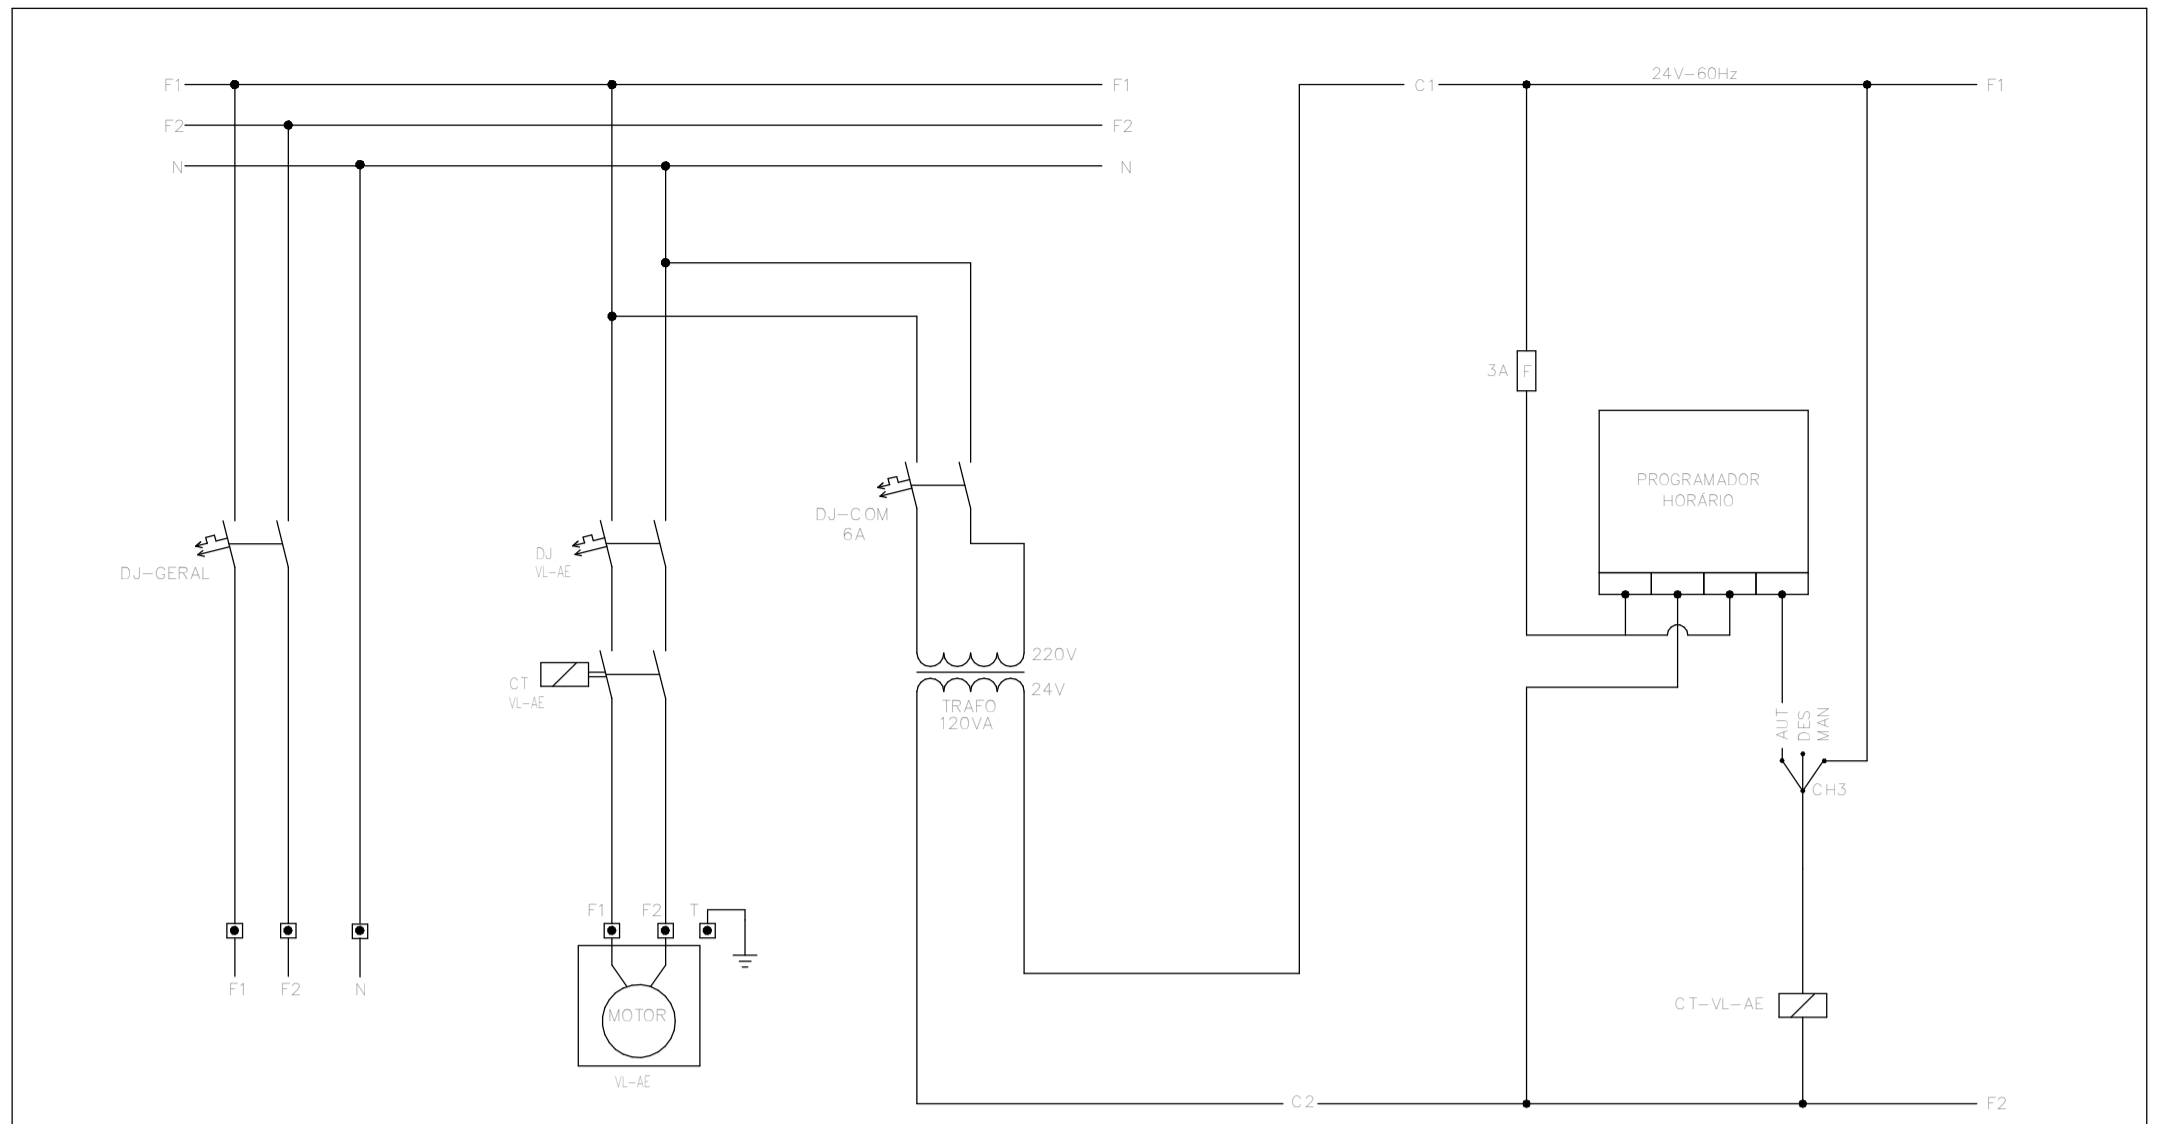 F1
F1
C1
24V-60Hz
F1
F2
F2
N
N
3A
F
PROGRAMADOR
HORÁRIO
DJ-COM
6A
DJ
VL-AE
DJ-GERAL
220V
24V
TRAFO
120VA
CT
VL-AE
AUT
DES
MAN
CH3
F1
F2
T
F1
F2
N
MOTOR
VL-AE
CT-VL-AE
C2
F2